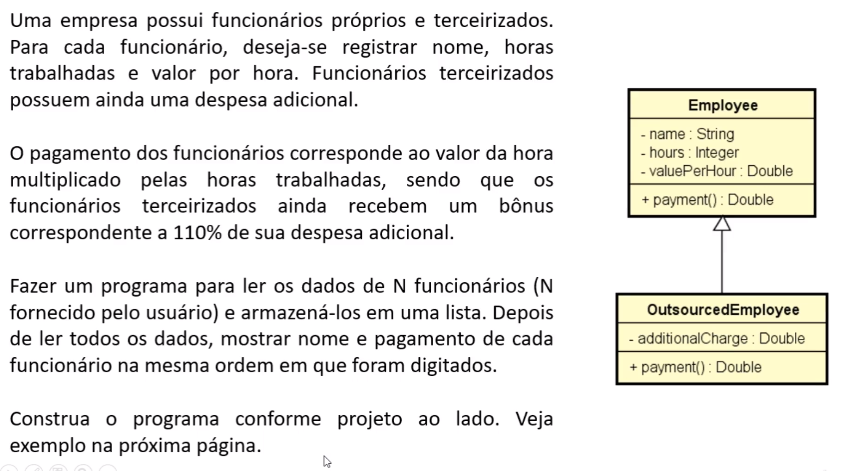 Uma empresa possui funcionários próprios e terceirizados.
Para cada funcionário, deseja-se registrar nome, horas
trabalhadas e valor por hora. Funcionários terceirizados
possuem ainda uma despesa adicional.
O pagamento dos funcionários corresponde ao valor da hora
multiplicado pelas horas trabalhadas, sendo que os
funcionários terceirizados ainda recebem um bônus
correspondente a 110% de sua despesa adicional.
Fazer um programa para ler os dados de N funcionários (N
fornecido pelo usuário) e armazená-los em uma lista. Depois
de ler todos os dados, mostrar nome e pagamento de cada
funcionário na mesma ordem em que foram digitados.
Construa o programa conforme projeto ao lado. Veja
exemplo na próxima página.
Employee
- name : String
- hours : Integer
- valuePerHour : Double
+ payment() : Double
OutsourcedEmployee
- additionalCharge : Double
+ payment() : Double